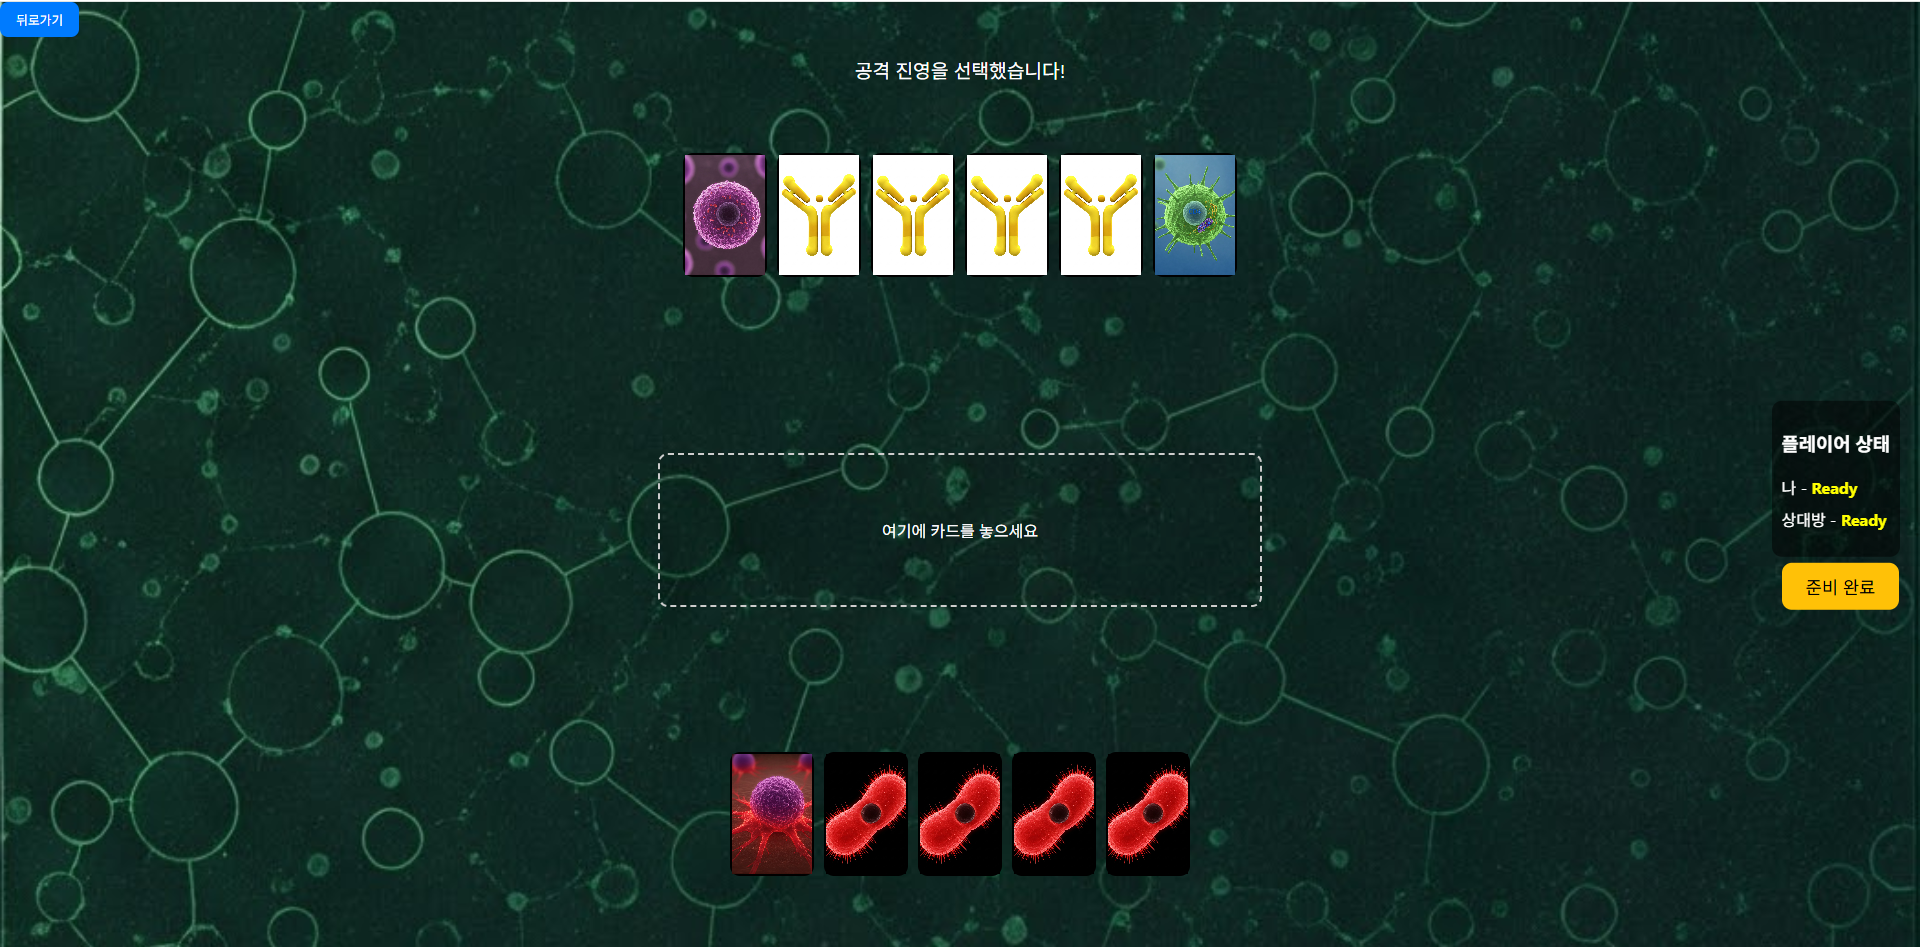 뒤로가기
공격 진영을 선택했습니다!
여기에 카드를 놓으세요
플레이어 상태
나 - Ready
상대방 - Ready
준비 완료